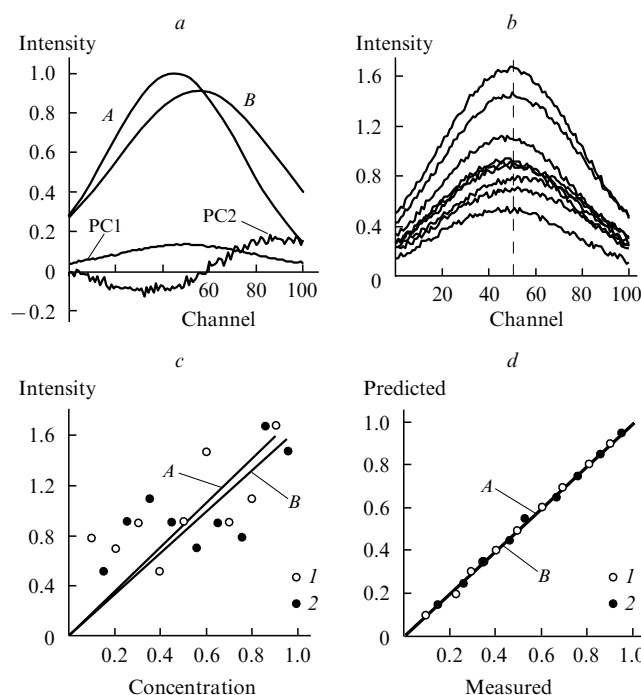 a
Intensity
1.0
0.8
0.6
0.4
0.2
0
−0.2
A
B
PC1
PC2
60 80 100
Channel
b
Intensity
1.6
1.2
0.8
0.4
0
20 40 60 80 100
Channel
c
Intensity
1.6
1.2
0.8
0.4
0
A
B
1
2
0.2 0.4 0.6 0.8 1.0
Concentration
d
Predicted
1.0
0.8
0.6
0.4
0.2
0
A
B
1
2
0.2 0.4 0.6 0.8 1.0
Measured